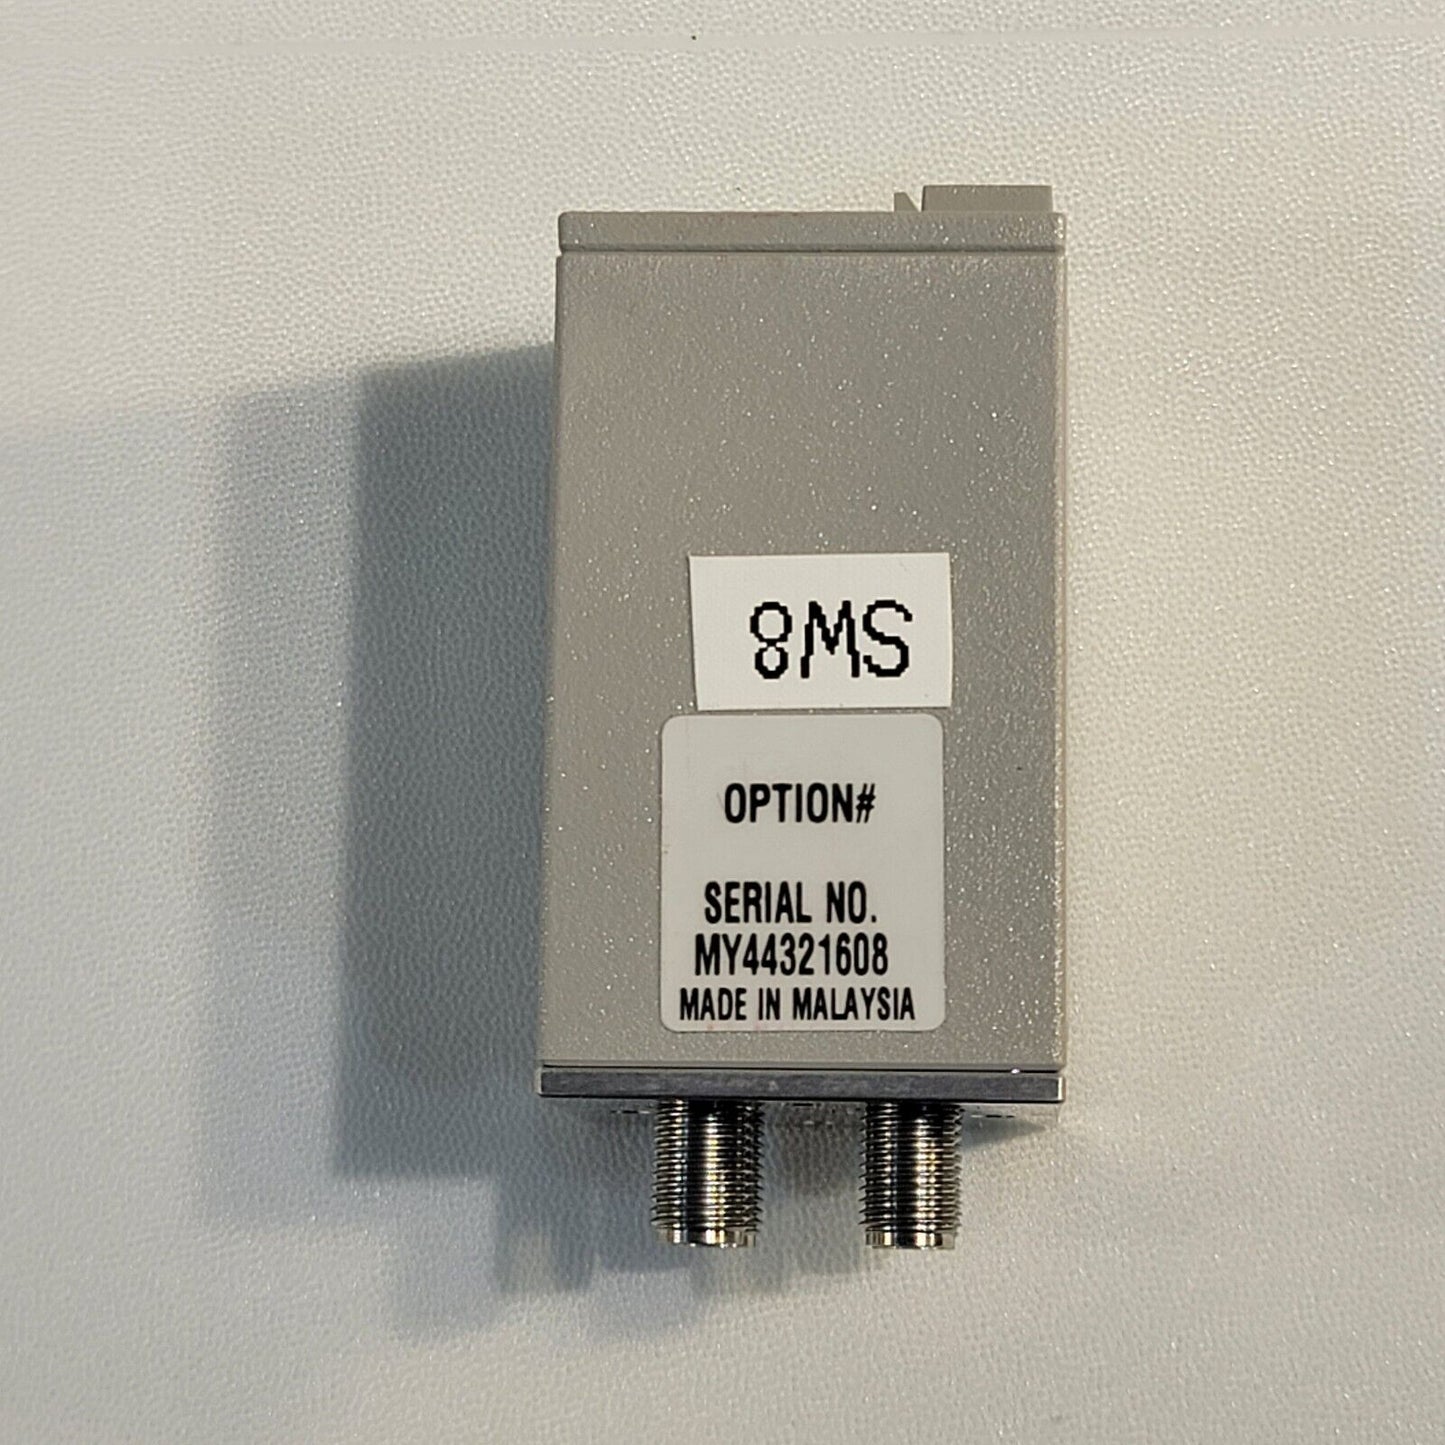 8MS
OPTION#
SERIAL NO.
MY44321608
MADE IN MALAYSIA